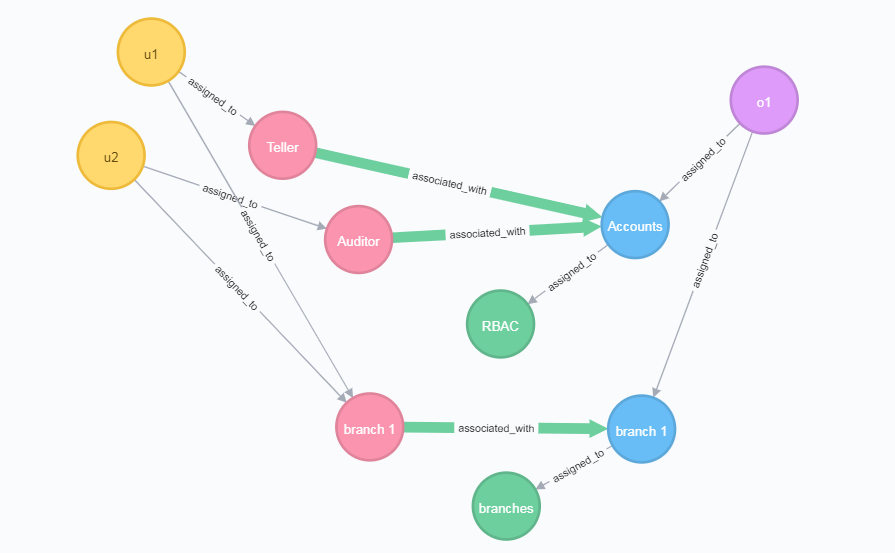 u1
assigned_to
Teller
o1
u2
assigned_to
associated_with
assigned_to
assigned_to
Auditor
associated_with
Accounts
assigned_to
assigned_to
assigned_to
RBAC
branch 1
associated_with
branch 1
assigned_to
branches